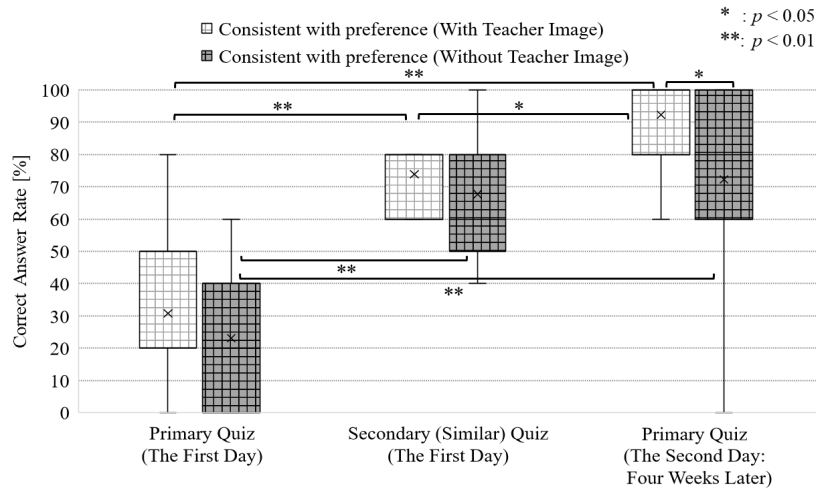 Consistent with preference (With Teacher Image)
Consistent with preference (Without Teacher Image)
* : p < 0.05
**: p < 0.01
Correct Answer Rate [%]
100
90
80
70
60
50
40
30
20
10
0
**
*
**
*
**
**
Primary Quiz
(The First Day)
Secondary (Similar) Quiz
(The First Day)
Primary Quiz
(The Second Day:
Four Weeks Later)